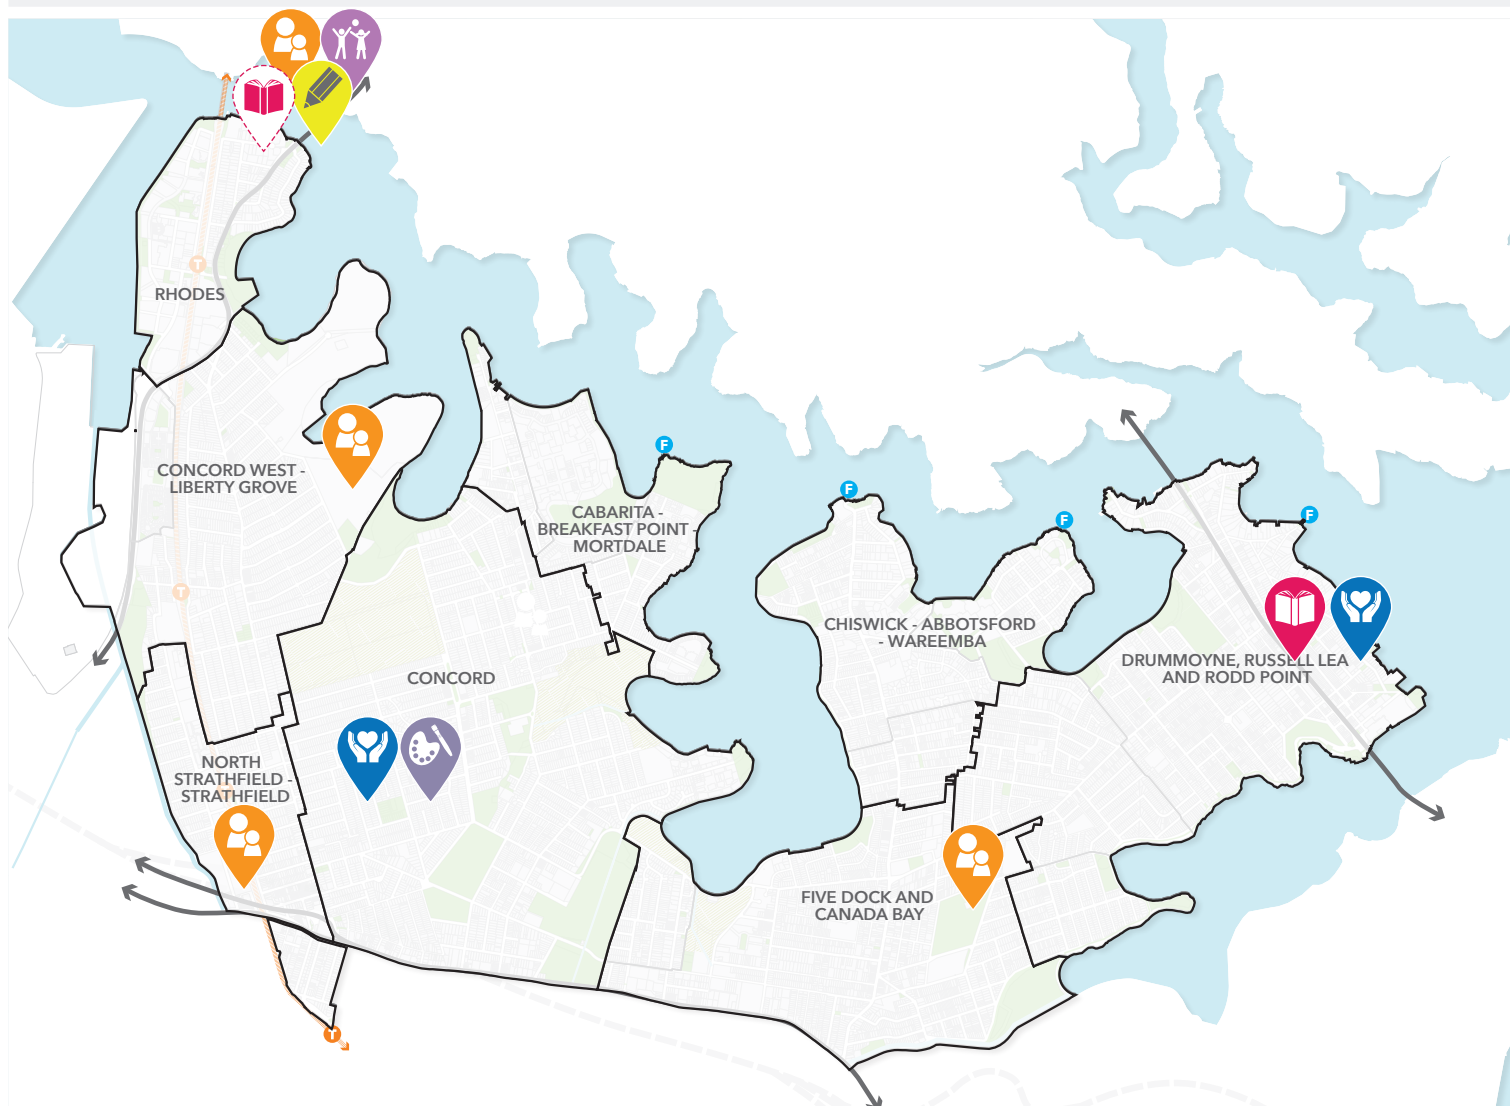 RHODES
T
CONCORD WEST -
LIBERTY GROVE
F
CABARITA -
BREAKFAST POINT -
MORTDALE
F
F
F
T
CHISWICK - ABBOTSFORD
- WAREEMBA
DRUMMOYNE, RUSSELL LEA
AND RODD POINT
CONCORD
NORTH
STRATHFIELD -
STRATHFIELD
FIVE DOCK AND
CANADA BAY
T